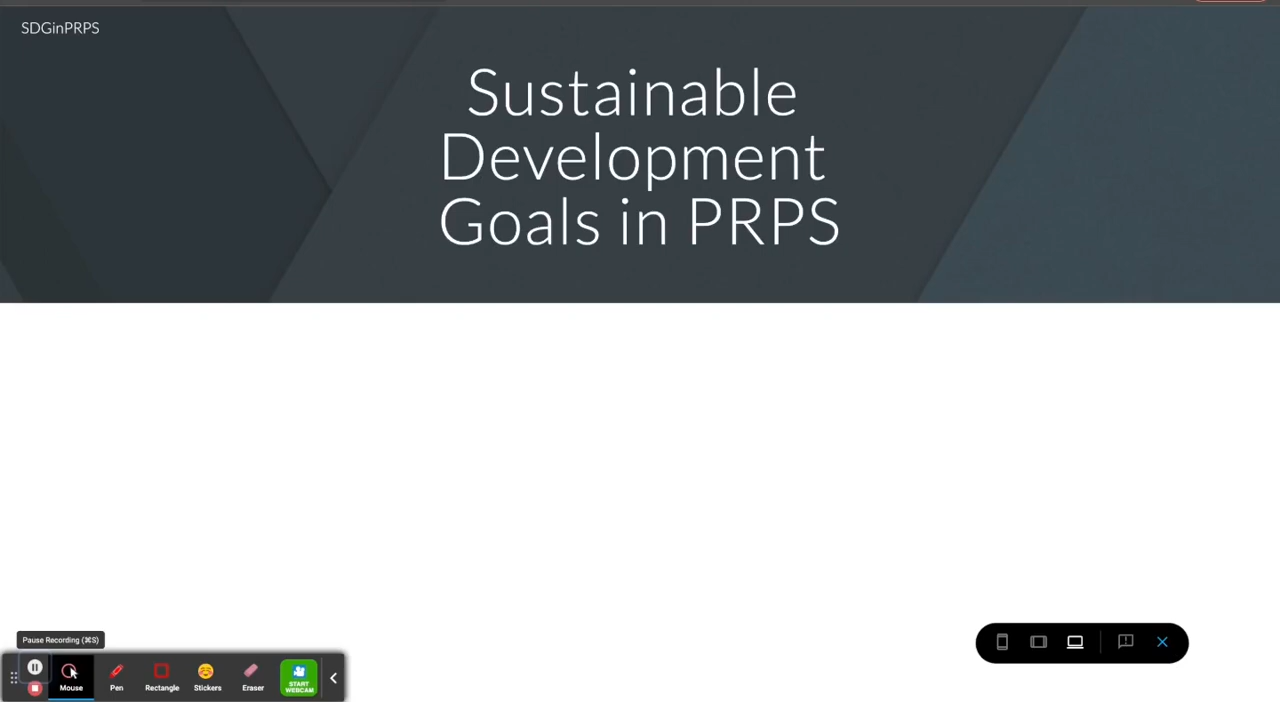 SDGinPRPS
Sustainable
Development
Goals in PRPS
Pause Recording (⌘S)
Mouse
Pen
Rectangle
Stickers
Eraser
START
WEBCAM